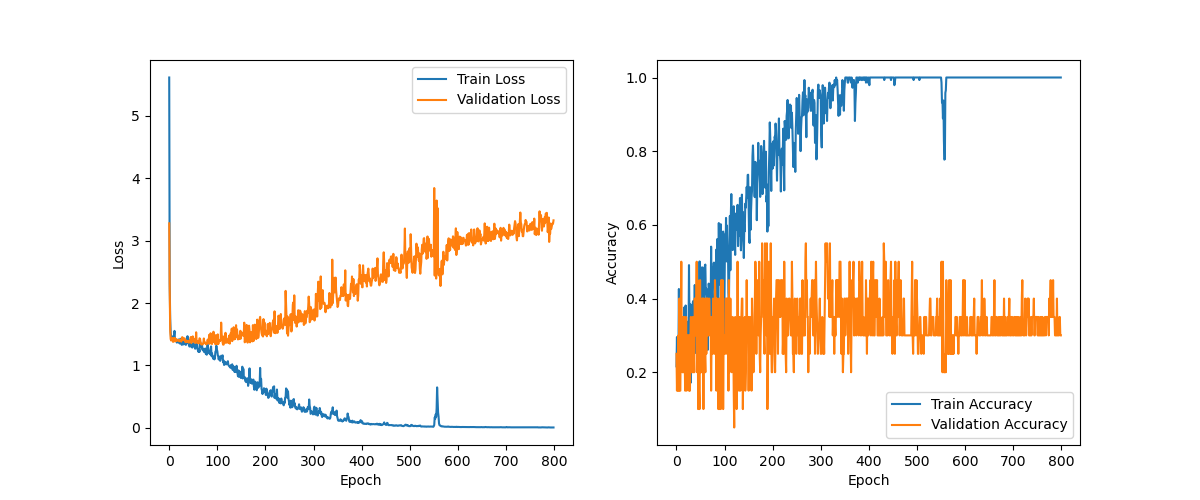 Train Loss
Validation Loss
5
4
3
2
1
0
Loss
0 100 200 300 400 500 600 700 800
Epoch
1.0
0.8
0.6
0.4
0.2
Accuracy
Train Accuracy
Validation Accuracy
0 100 200 300 400 500 600 700 800
Epoch